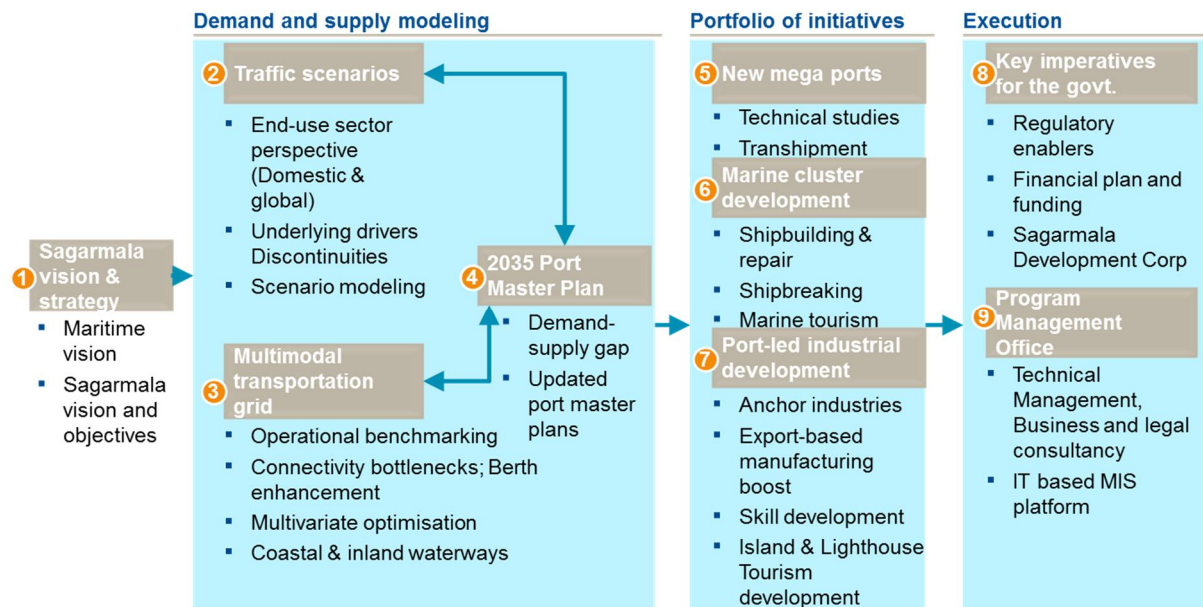 Demand and supply modeling
Portfolio of initiatives
Execution
1
Sagarmala
vision &
strategy
Maritime
vision
Sagarmala
vision and
objectives
2
Traffic scenarios
End-use sector
perspective
(Domestic &
global)
Underlying drivers
Discontinuities
Scenario modeling
3
Multimodal
transportation
grid
Operational benchmarking
Connectivity bottlenecks; Berth
enhancement
Multivariate optimisation
Coastal & inland waterways
4
2035 Port
Master Plan
Demand-
supply gap
Updated
port master
plans
5
New mega ports
Technical studies
Transhipment
6
Marine cluster
development
Shipbuilding &
repair
Shipbreaking
Marine tourism
7
Port-led industrial
development
Anchor industries
Export-based
manufacturing
boost
Skill development
Island & Lighthouse
Tourism
development
8
Key imperatives
for the govt.
Regulatory
enablers
Financial plan and
funding
Sagarmala
Development Corp
9
Program
Management
Office
Technical
Management,
Business and legal
consultancy
IT based MIS
platform